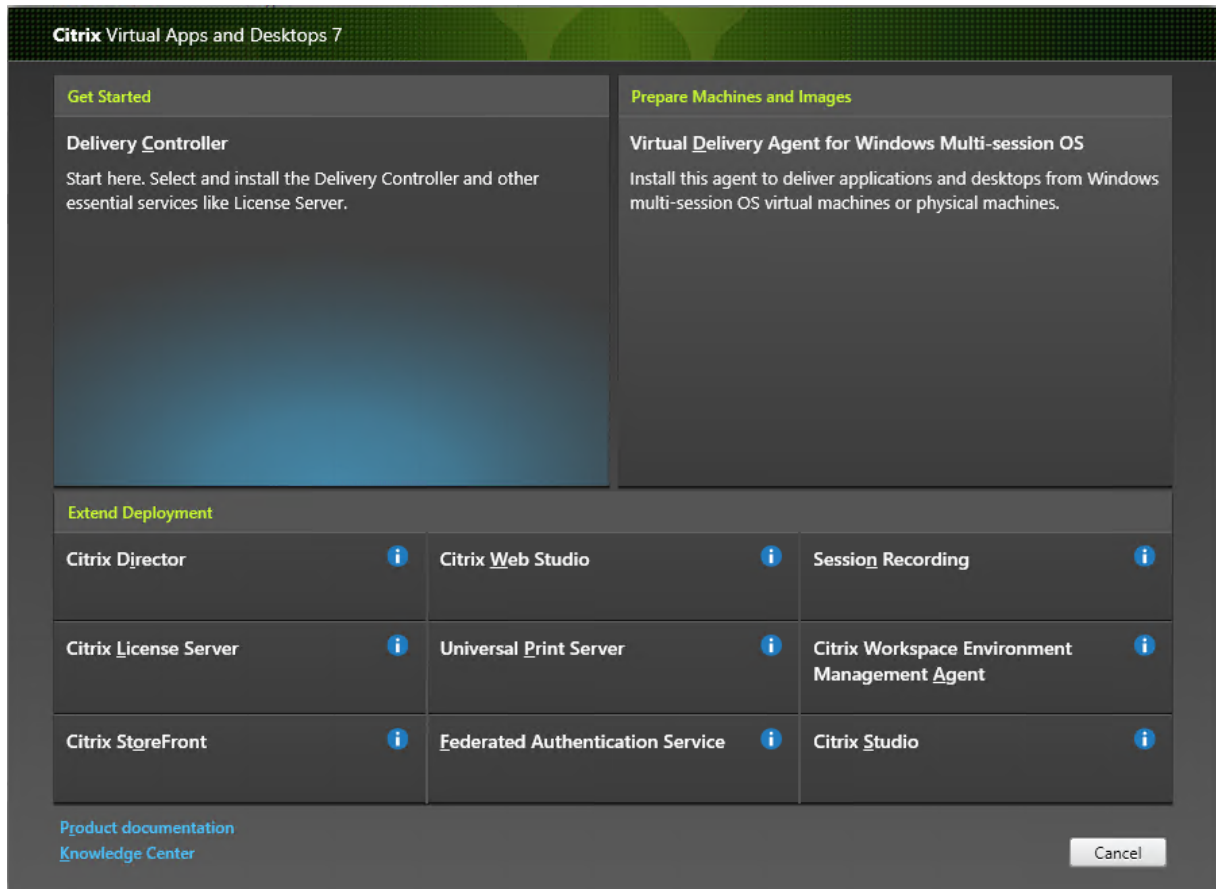 Citrix Virtual Apps and Desktops 7
Get Started
Delivery Controller
Start here. Select and install the Delivery Controller and other
essential services like License Server.
Prepare Machines and Images
Virtual Delivery Agent for Windows Multi-session OS
Install this agent to deliver applications and desktops from Windows
multi-session OS virtual machines or physical machines.
Extend Deployment
Citrix Director
Citrix Web Studio
Session Recording
Citrix License Server
Universal Print Server
Citrix Workspace Environment
Management Agent
Citrix StoreFront
Federated Authentication Service
Citrix Studio
Product documentation
Knowledge Center
Cancel